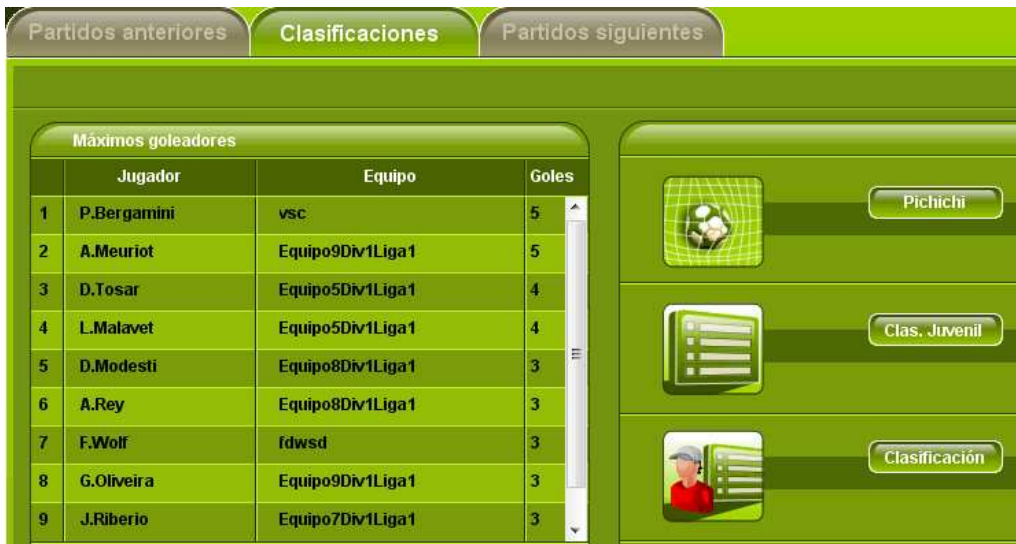 Partidos anteriores Clasificaciones Partidos siguientes
Máximos goleadores
Jugador Equipo Goles
1 P.Bergamini vsc 5
2 A.Meuriot Equipo9Div1Liga1 5
3 D.Tosar Equipo5Div1Liga1 4
4 L.Malavet Equipo5Div1Liga1 4
5 D.Modesti Equipo8Div1Liga1 3
6 A.Rey Equipo8Div1Liga1 3
7 F.Wolf fdwsd 3
8 G.Oliveira Equipo9Div1Liga1 3
9 J.Riberio Equipo7Div1Liga1 3
Pichichi
Clas. Juvenil
Clasificación